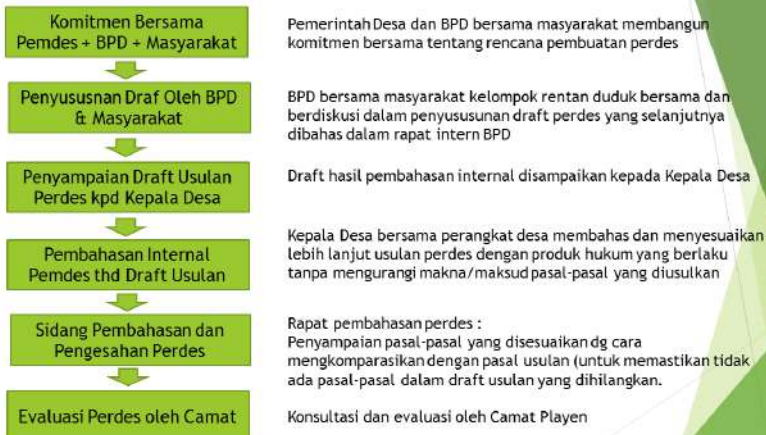 Komitmen Bersama
Pemdes + BPD + Masyarakat
Pemerintah Desa dan BPD bersama masyarakat membangun
komitmen bersama tentang rencana pembuatan perdes
Penyususnan Draf Oleh BPD
& Masyarakat
BPD bersama masyarakat kelompok rentan duduk bersama dan
berdiskusi dalam penyususunan draft perdes yang selanjutnya
dibahas dalam rapat intern BPD
Penyampaian Draft Usulan
Perdes kpd Kepala Desa
Draft hasil pembahasan internal disampaikan kepada Kepala Desa
Pembahasan Internal
Pemdes thd Draft Usulan
Kepala Desa bersama perangkat desa membahas dan menyesuaikan
lebih lanjut usulan perdes dengan produk hukum yang berlaku
tanpa mengurangi makna/maksud pasal-pasal yang diusulkan
Sidang Pembahasan dan
Pengesahan Perdes
Rapat pembahasan perdes :
Penyampaian pasal-pasal yang disesuaikan dg cara
mengkomparasikan dengan pasal usulan (untuk memastikan tidak
ada pasal-pasal dalam draft usulan yang dihilangkan.
Evaluasi Perdes oleh Camat
Konsultasi dan evaluasi oleh Camat Playen